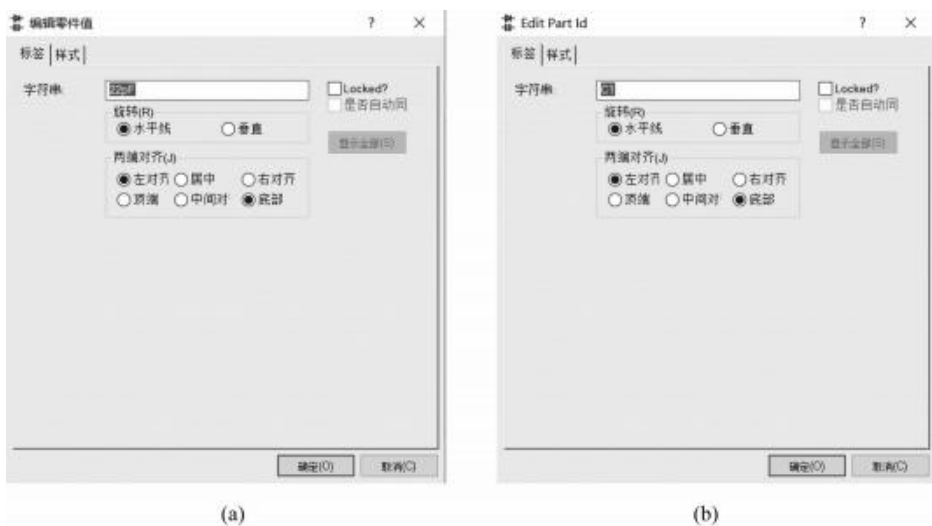 编辑零件值 ? ×
标签 样式
字符串: 22pF Locked?
是否自动同
旋转(R)
水平线 垂直
显示全部(S)
两端对齐(J)
左对齐 居中 右对齐
顶端 中间对 底部
确定(O) 取消(C)
(a)
Edit Part Id ? ×
标签 样式
字符串: C1 Locked?
是否自动同
旋转(R)
水平线 垂直
显示全部(S)
两端对齐(J)
左对齐 居中 右对齐
顶端 中间对 底部
确定(O) 取消(C)
(b)